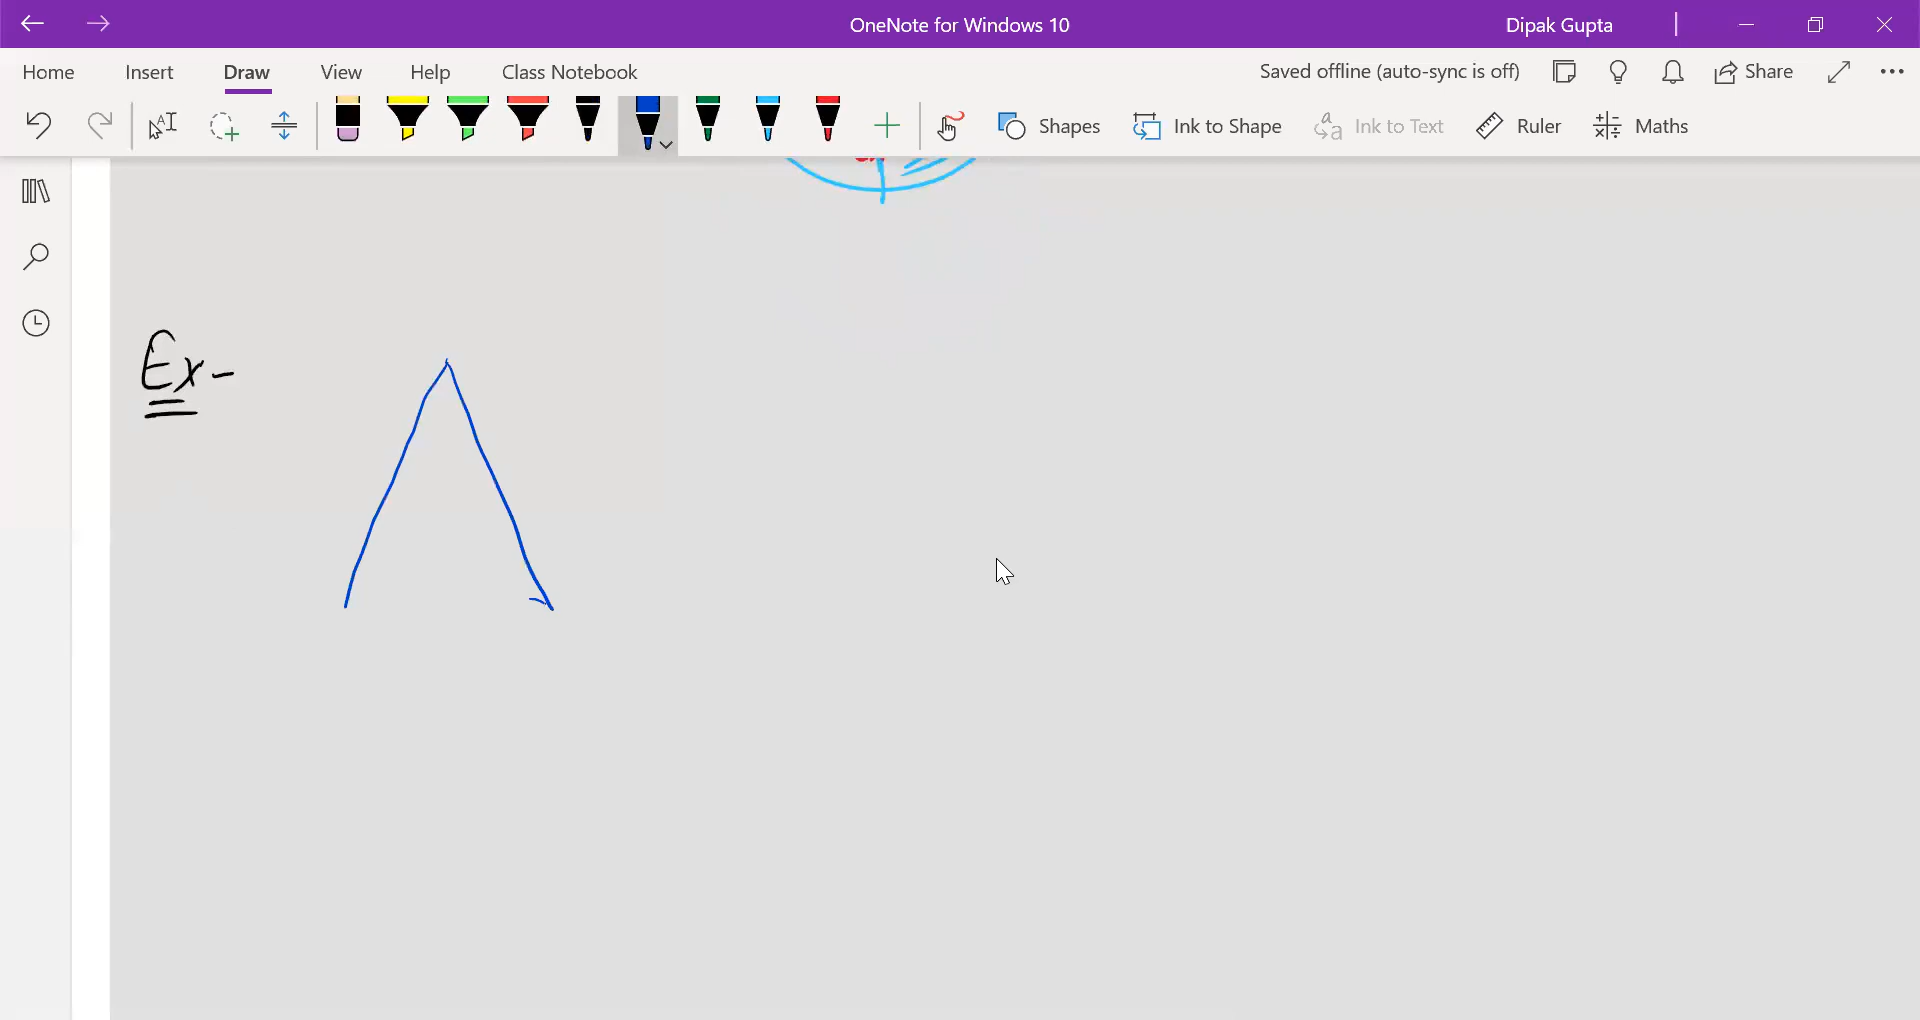 OneNote for Windows 10
Dipak Gupta
Home Insert Draw View Help Class Notebook
Saved offline (auto-sync is off) Share
Shapes Ink to Shape Ink to Text Ruler Maths
Ex-